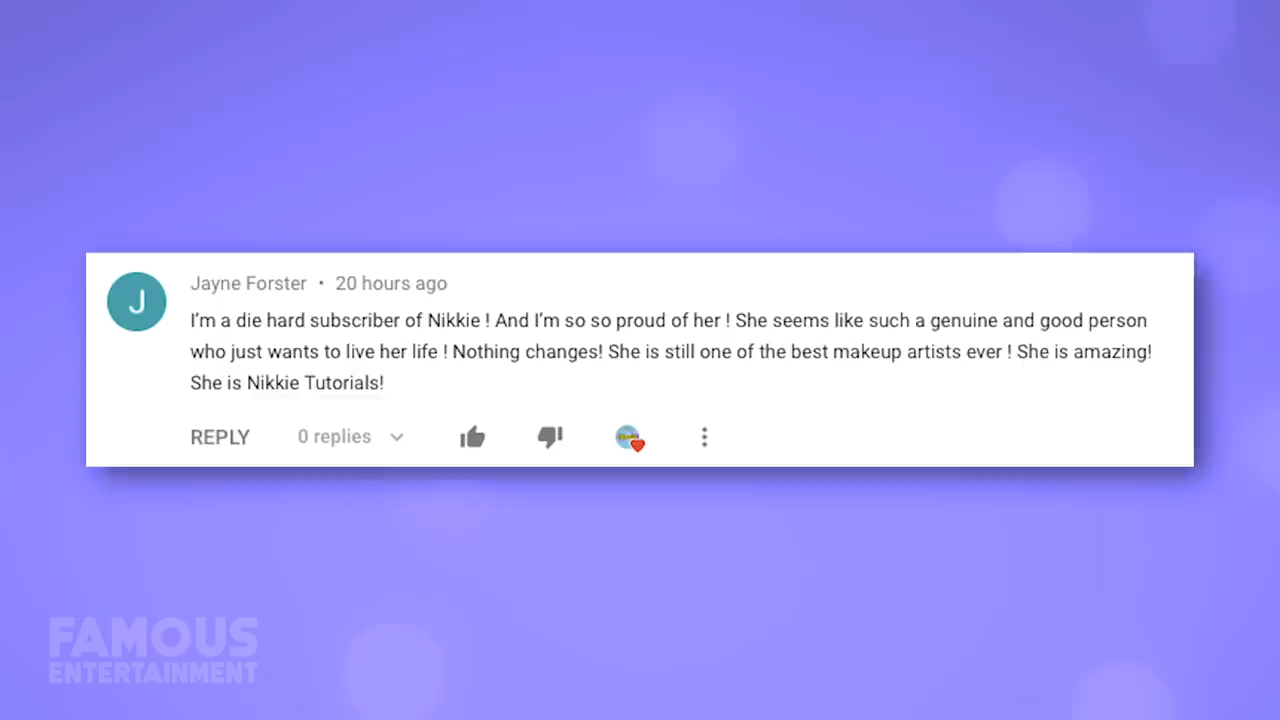 J
Jayne Forster • 20 hours ago
I'm a die hard subscriber of Nikkie ! And I'm so so proud of her ! She seems like such a genuine and good person
who just wants to live her life ! Nothing changes! She is still one of the best makeup artists ever ! She is amazing!
She is Nikkie Tutorials!
REPLY 0 replies
FAMOUS
ENTERTAINMENT